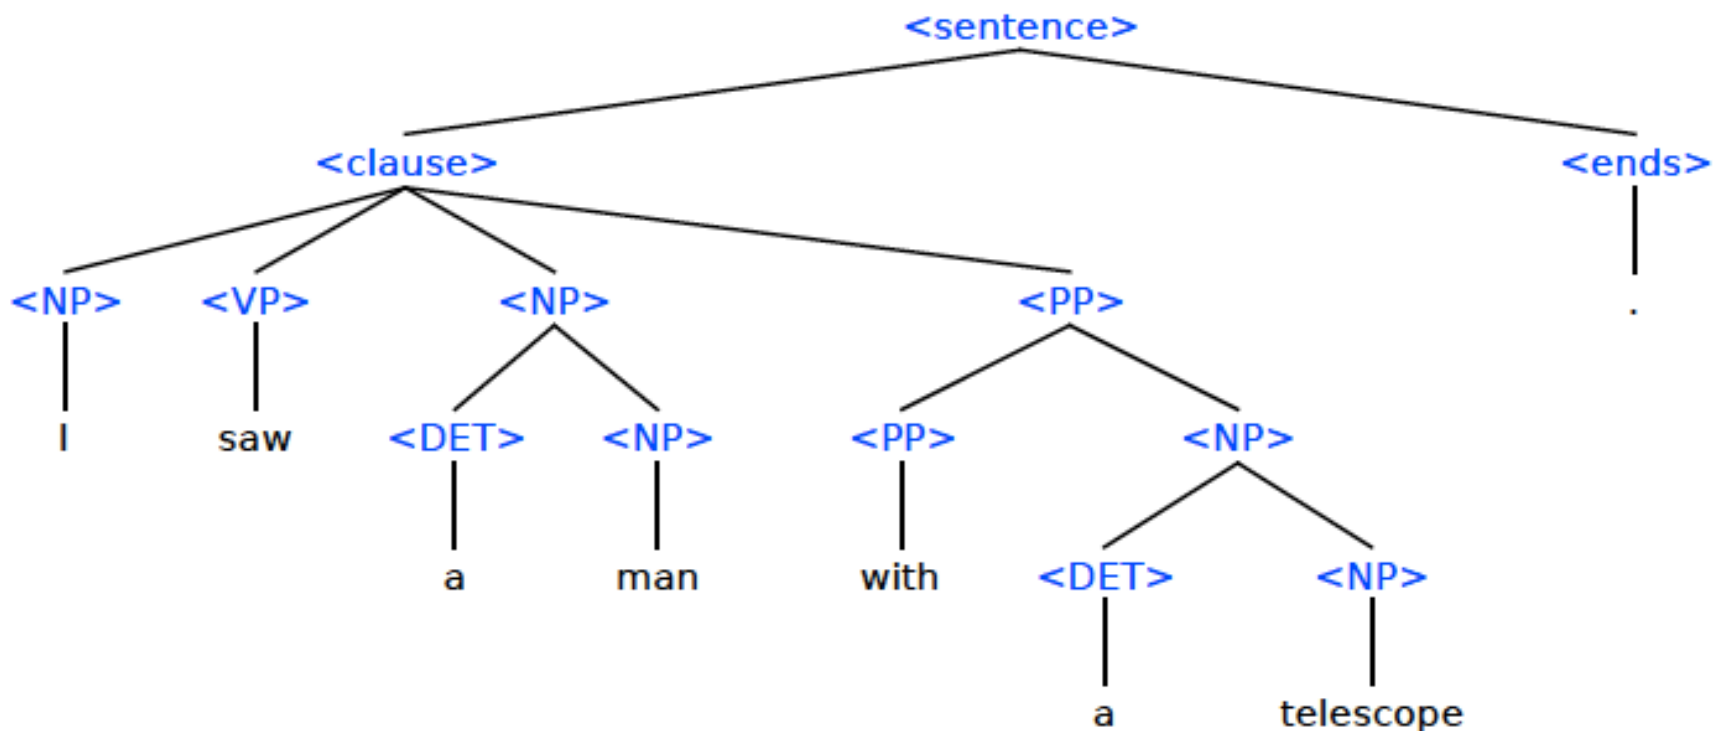 <sentence>
<clause> <ends>
<NP> <VP> <NP> <PP> .
I saw <DET> <NP> <PP> <NP>
a man with <DET> <NP>
a telescope